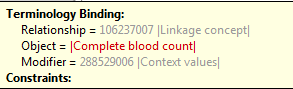 Terminology Binding:
Relationship = 106237007 |Linkage concept|
Object = |Complete blood count|
Modifier = 288529006 |Context values|
Constraints: